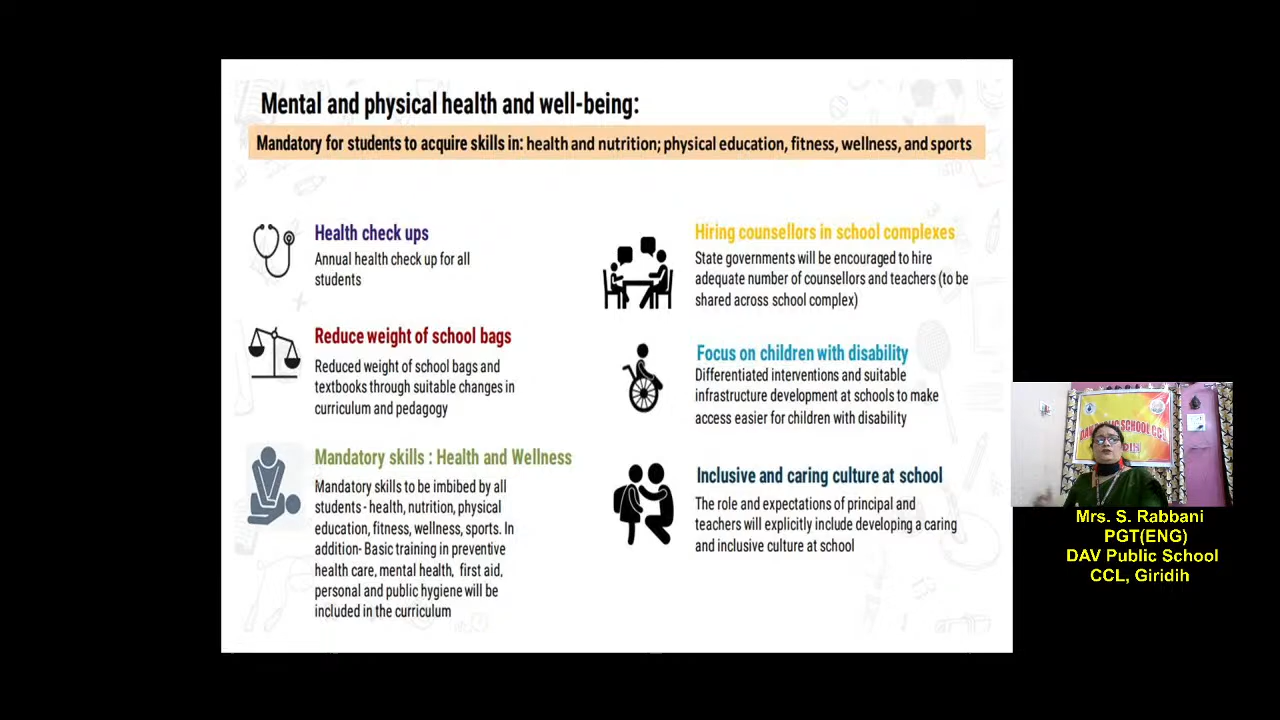 Mental and physical health and well-being:
Mandatory for students to acquire skills in: health and nutrition; physical education, fitness, wellness, and sports
Health check ups
Annual health check up for all
students
Reduce weight of school bags
Reduced weight of school bags and
textbooks through suitable changes in
curriculum and pedagogy
Mandatory skills : Health and Wellness
Mandatory skills to be imbibed by all
students - health, nutrition, physical
education, fitness, wellness, sports. In
addition- Basic training in preventive
health care, mental health, first aid,
personal and public hygiene will be
included in the curriculum
Hiring counsellors in school complexes
State governments will be encouraged to hire
adequate number of counsellors and teachers (to be
shared across school complex)
Focus on children with disability
Differentiated interventions and suitable
infrastructure development at schools to make
access easier for children with disability
Inclusive and caring culture at school
The role and expectations of principal and
teachers will explicitly include developing a caring
and inclusive culture at school
SCHOOL CCL
Mrs. S. Rabbani
PGT(ENG)
DAV Public School
CCL, Giridih